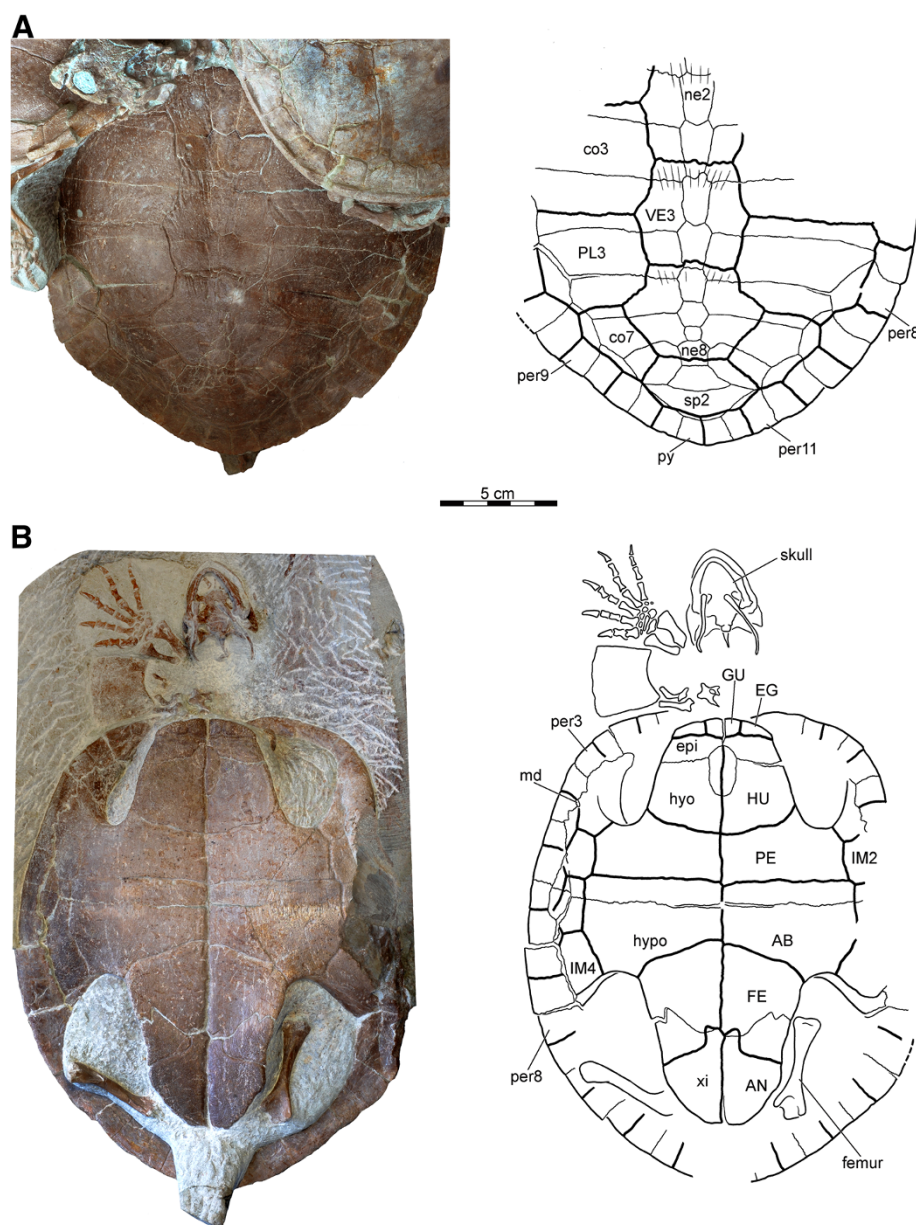 A
ne2
co3
VE3
PL3
per8
co7
ne8
per9
sp2
per11
py
5 cm
B
skull
GU
EG
per3
epi
md
hyo
HU
PE
IM2
hypo
AB
IM4
FE
per8
xi
AN
femur